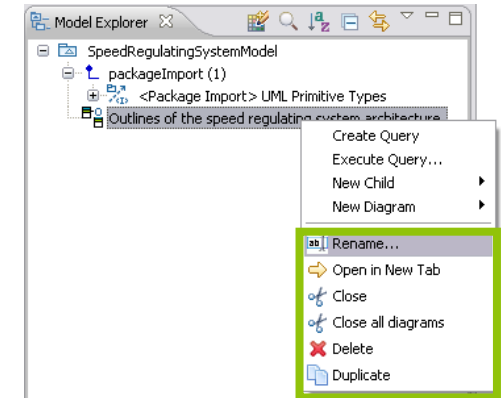 Model Explorer
SpeedRegulatingSystemModel
packageImport (1)
<Package Import> UML Primitive Types
Outlines of the speed regulating system architecture
Create Query
Execute Query...
New Child
New Diagram
Rename...
Open in New Tab
Close
Close all diagrams
Delete
Duplicate